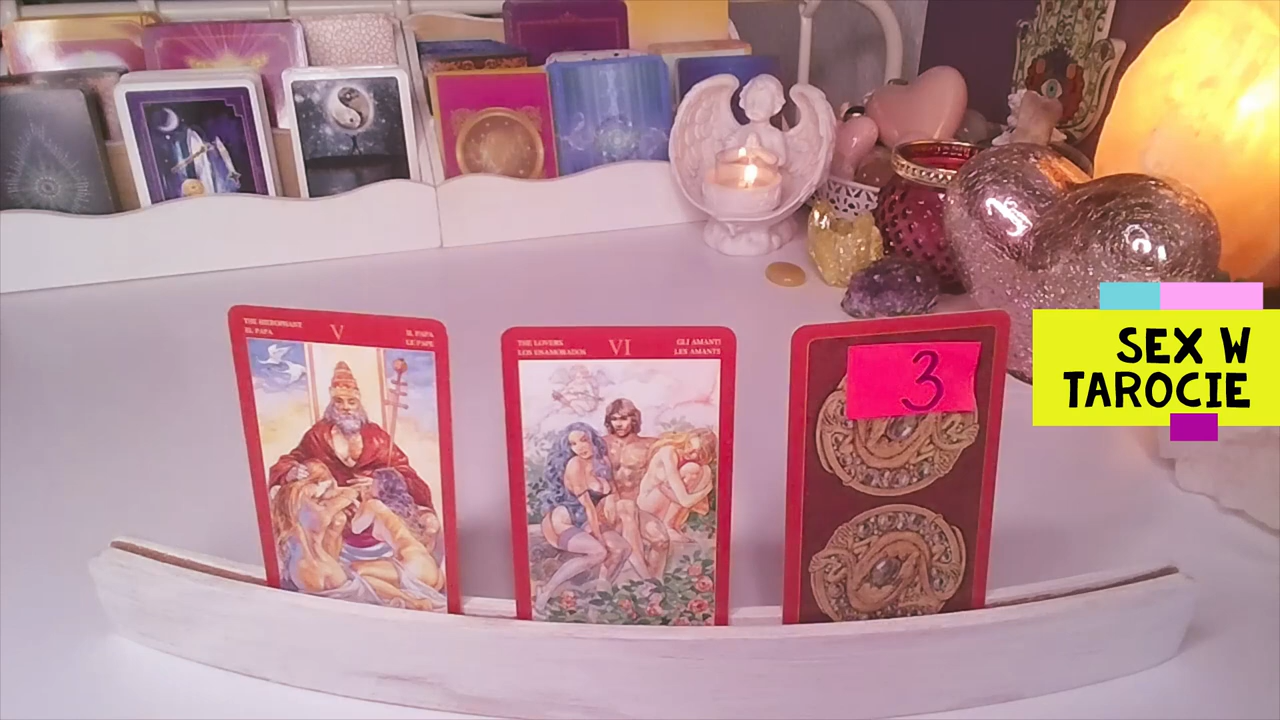 THE HIEROPHANT
EL PAPA
V
IL PAPA
LE PAPE
THE LOVERS
LOS ENAMORADOS
VI
GLI AMANTI
LES AMANTS
3
SEX W
TAROCIE